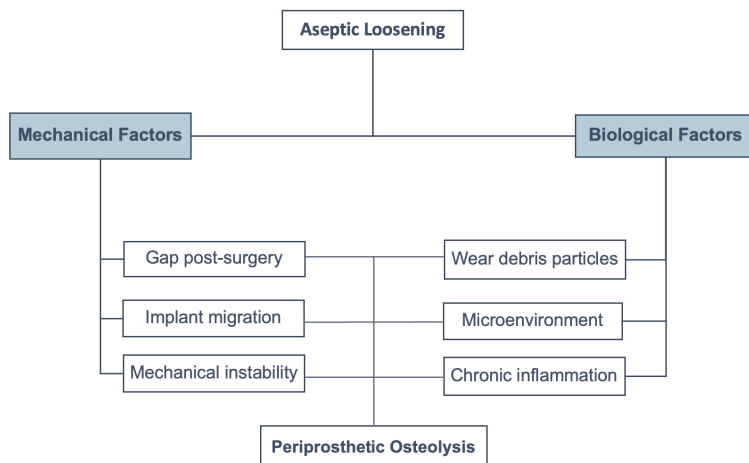 Aseptic Loosening
Mechanical Factors
Biological Factors
Gap post-surgery
Wear debris particles
Implant migration
Microenvironment
Mechanical instability
Chronic inflammation
Periprosthetic Osteolysis